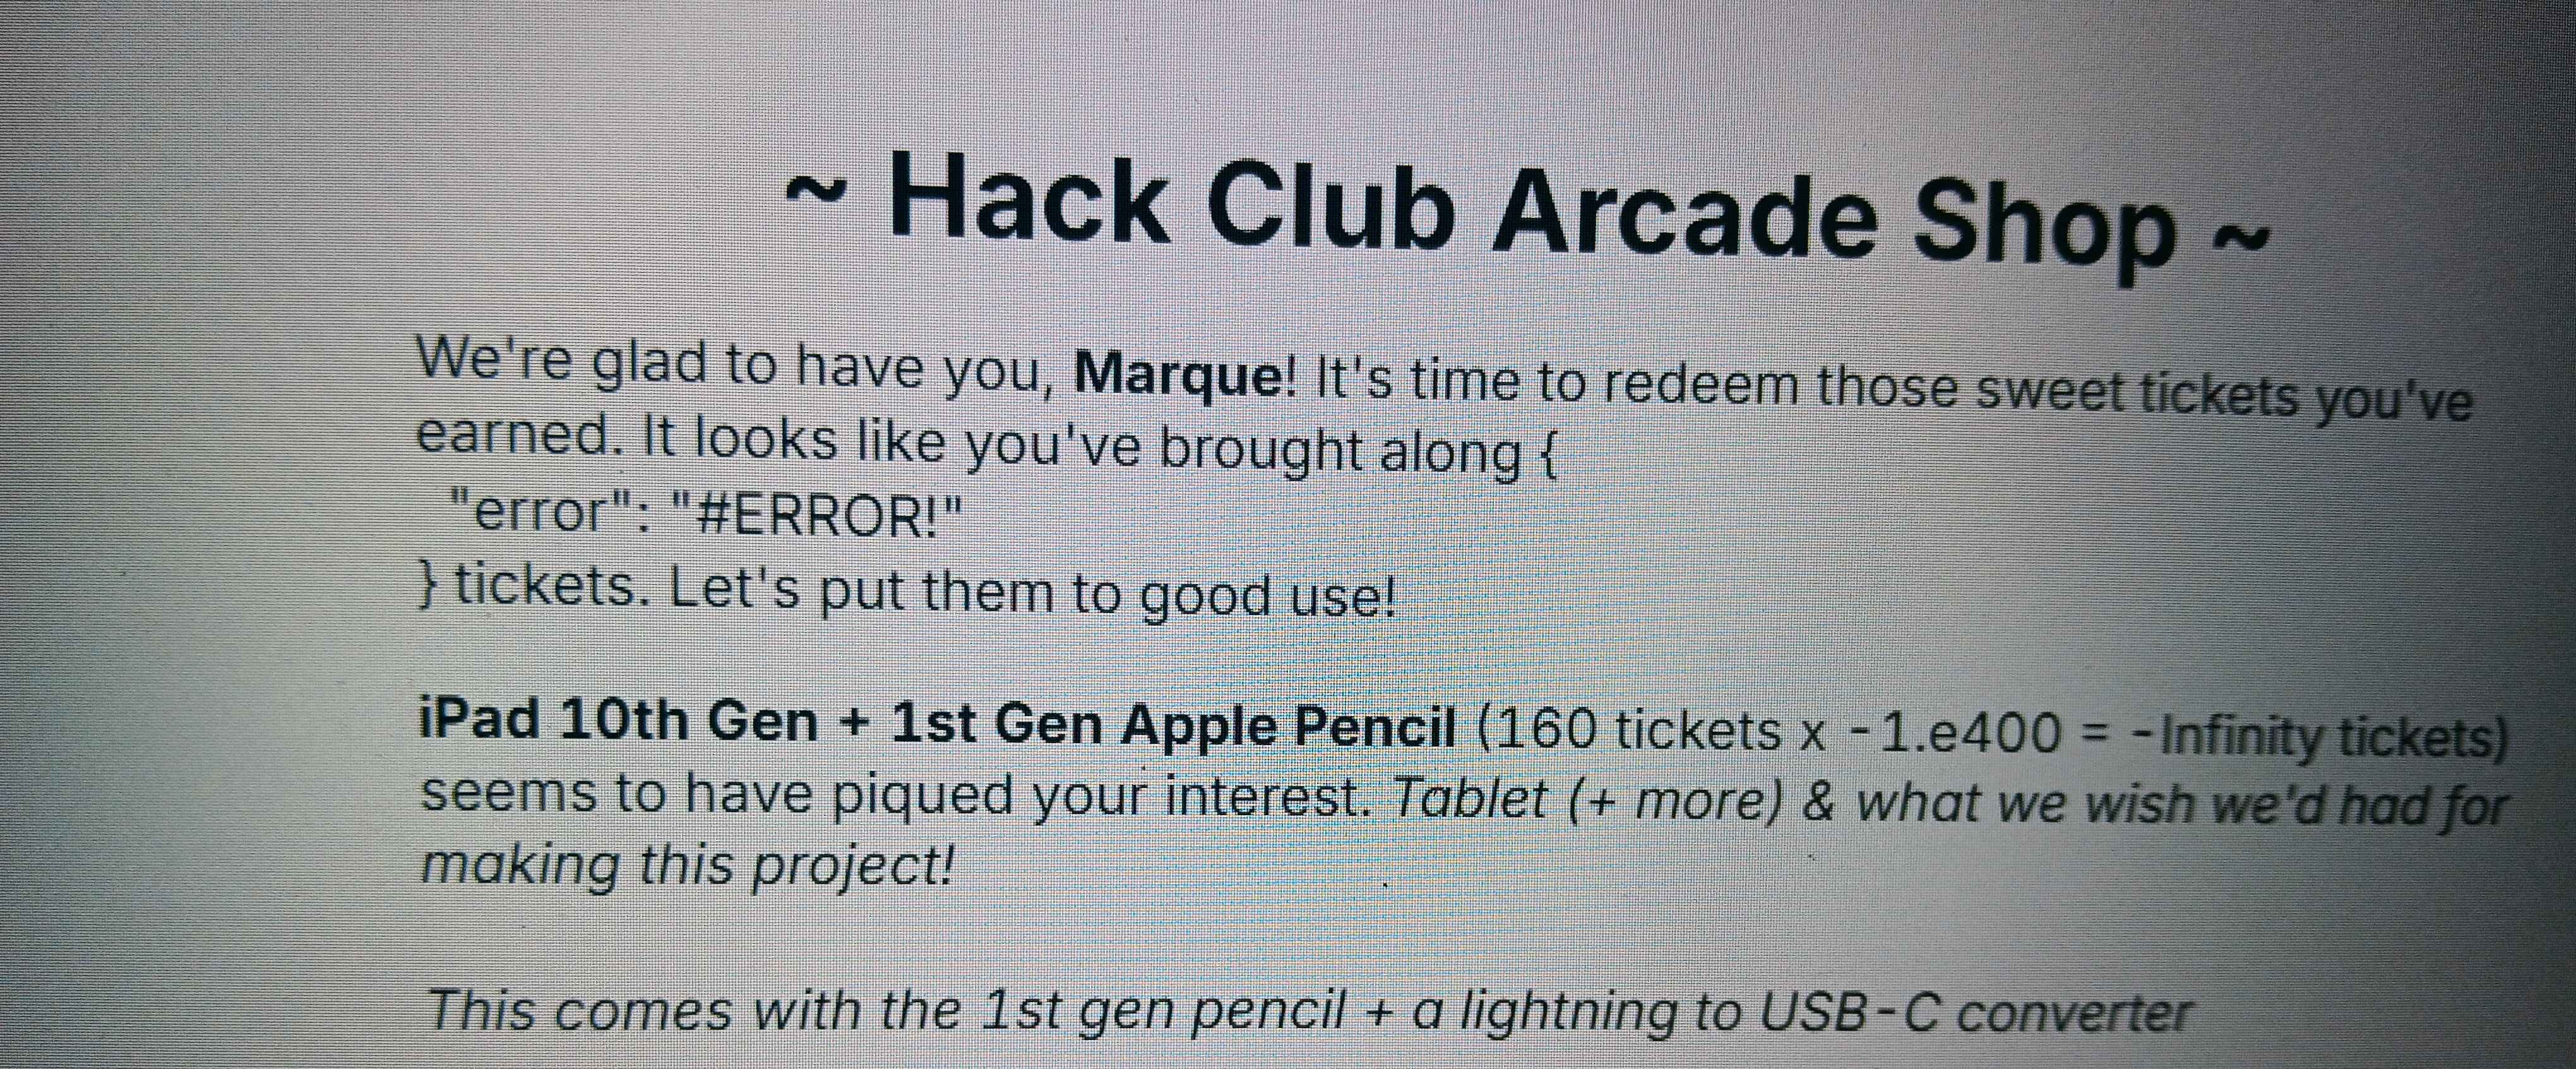 ~ Hack Club Arcade Shop ~
We're glad to have you, Marque! It's time to redeem those sweet tickets you've
earned. It looks like you've brought along {
"error": "#ERROR!"
} tickets. Let's put them to good use!
iPad 10th Gen + 1st Gen Apple Pencil (160 tickets x -1.e400 = -Infinity tickets)
seems to have piqued your interest. Tablet (+ more) & what we wish we'd had for
making this project!
This comes with the 1st gen pencil + a lightning to USB-C converter